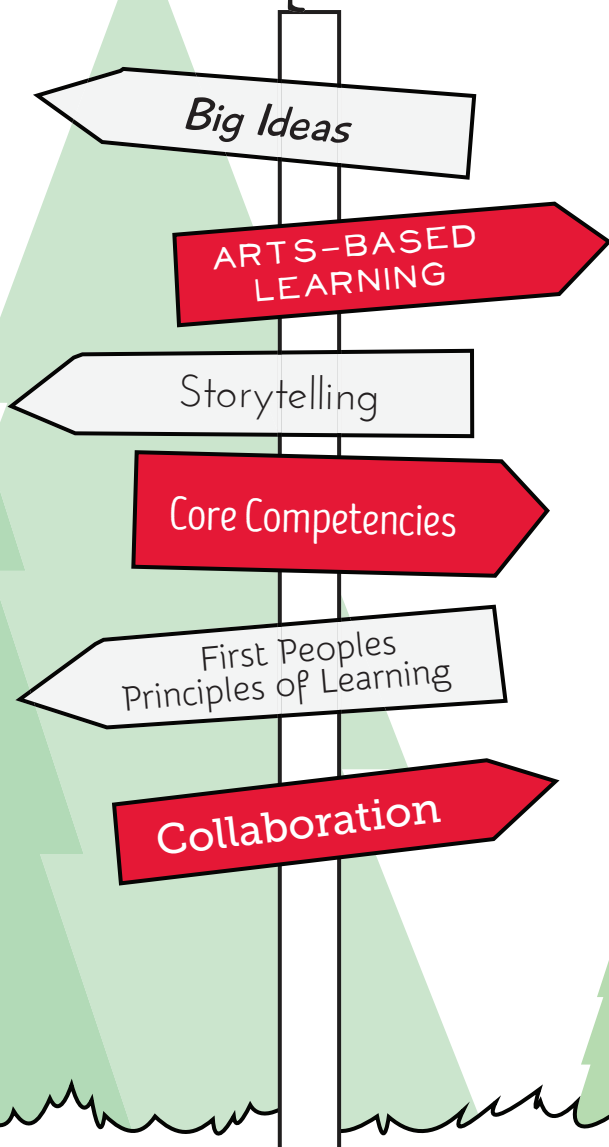 Big Ideas
ARTS-BASED
LEARNING
Storytelling
Core Competencies
First Peoples
Principles of Learning
Collaboration